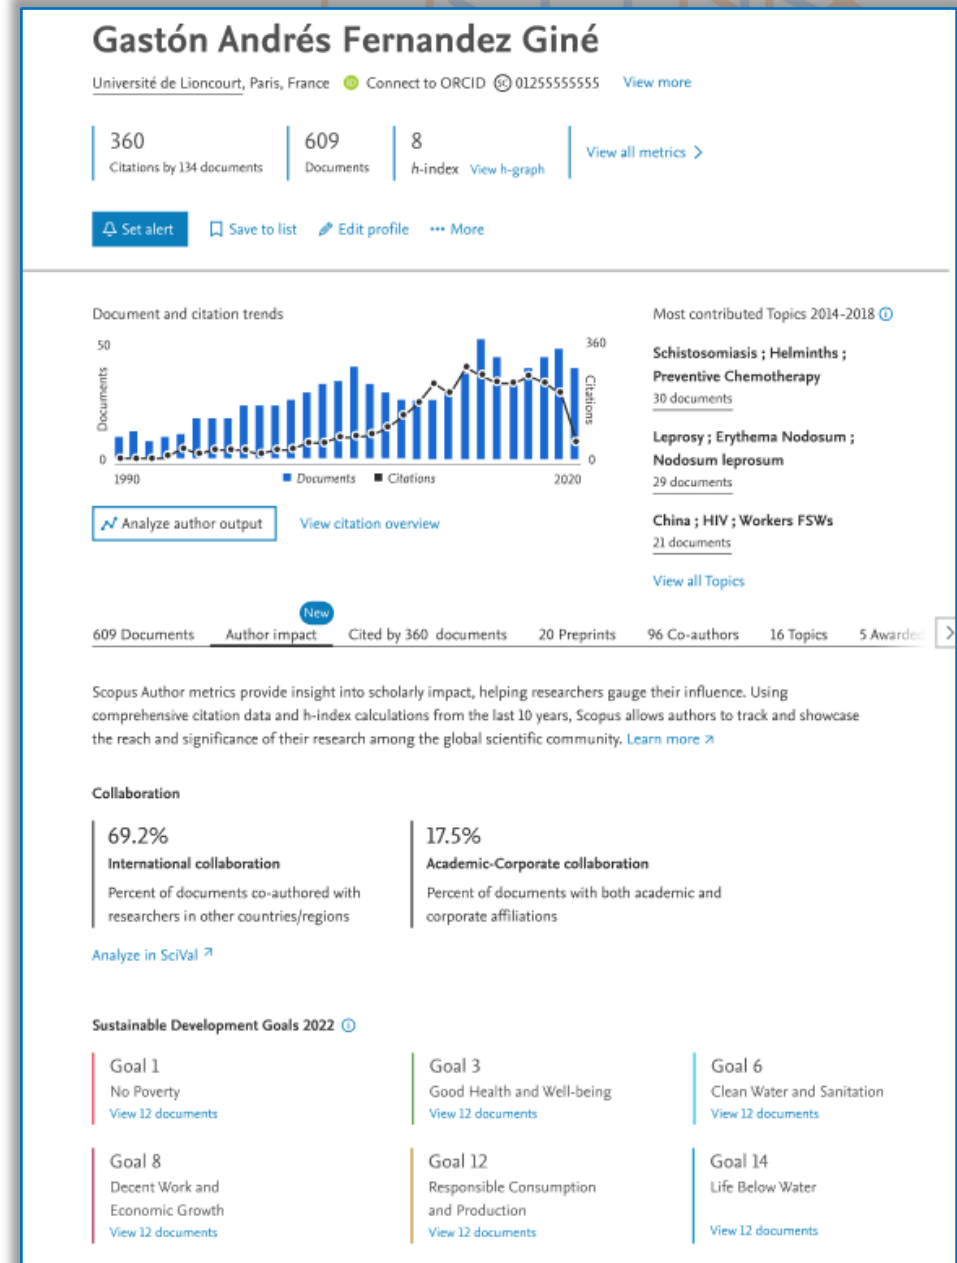 Gastón Andrés Fernandez Giné
Université de Lioncourt, Paris, France iD Connect to ORCID SC 01255555555 View more
360 609 8
Citations by 134 documents Documents h-index View h-graph View all metrics >
Set alert Save to list Edit profile ••• More
Document and citation trends
50 360
Documents
Citations
0 0
1990 Documents Citations 2020
Analyze author output View citation overview
Most contributed Topics 2014-2018
Schistosomiasis ; Helminths ;
Preventive Chemotherapy
30 documents
Leprosy ; Erythema Nodosum ;
Nodosum leprosum
29 documents
China ; HIV ; Workers FSWs
21 documents
View all Topics
New
609 Documents Author impact Cited by 360 documents 20 Preprints 96 Co-authors 16 Topics 5 Awarded >
Scopus Author metrics provide insight into scholarly impact, helping researchers gauge their influence. Using
comprehensive citation data and h-index calculations from the last 10 years, Scopus allows authors to track and showcase
the reach and significance of their research among the global scientific community. Learn more ↗
Collaboration
69.2% 17.5%
International collaboration Academic-Corporate collaboration
Percent of documents co-authored with Percent of documents with both academic and
researchers in other countries/regions corporate affiliations
Analyze in SciVal ↗
Sustainable Development Goals 2022
Goal 1 Goal 3 Goal 6
No Poverty Good Health and Well-being Clean Water and Sanitation
View 12 documents View 12 documents View 12 documents
Goal 8 Goal 12 Goal 14
Decent Work and Responsible Consumption Life Below Water
Economic Growth and Production
View 12 documents View 12 documents View 12 documents